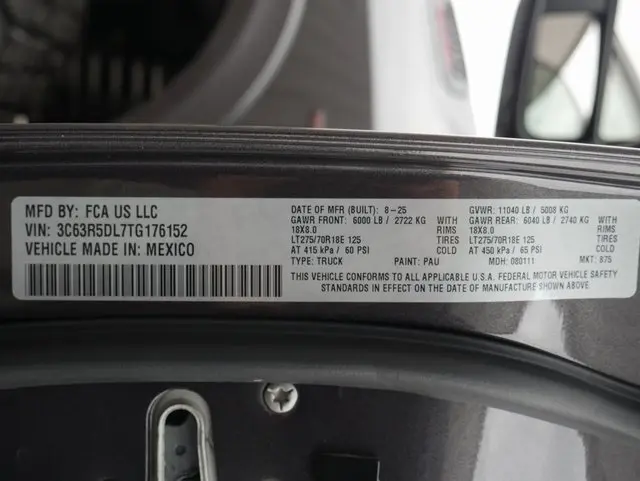 MFD BY: FCA US LLC
VIN: 3C63R5DL7TG176152
VEHICLE MADE IN: MEXICO
DATE OF MFR (BUILT): 8-25
GAWR FRONT: 6000 LB / 2722 KG WITH
18X8.0 RIMS
LT275/70R18E 125 TIRES
AT 415 kPa / 60 PSI COLD
TYPE: TRUCK PAINT: PAU
GVWR: 11040 LB / 5008 KG
GAWR REAR: 6040 LB / 2740 KG WITH
18X8.0 RIMS
LT275/70R18E 125 TIRES
AT 450 kPa / 65 PSI COLD
MDH: 080111 MKT: 875
THIS VEHICLE CONFORMS TO ALL APPLICABLE U.S.A. FEDERAL MOTOR VEHICLE SAFETY
STANDARDS IN EFFECT ON THE DATE OF MANUFACTURE SHOWN ABOVE.